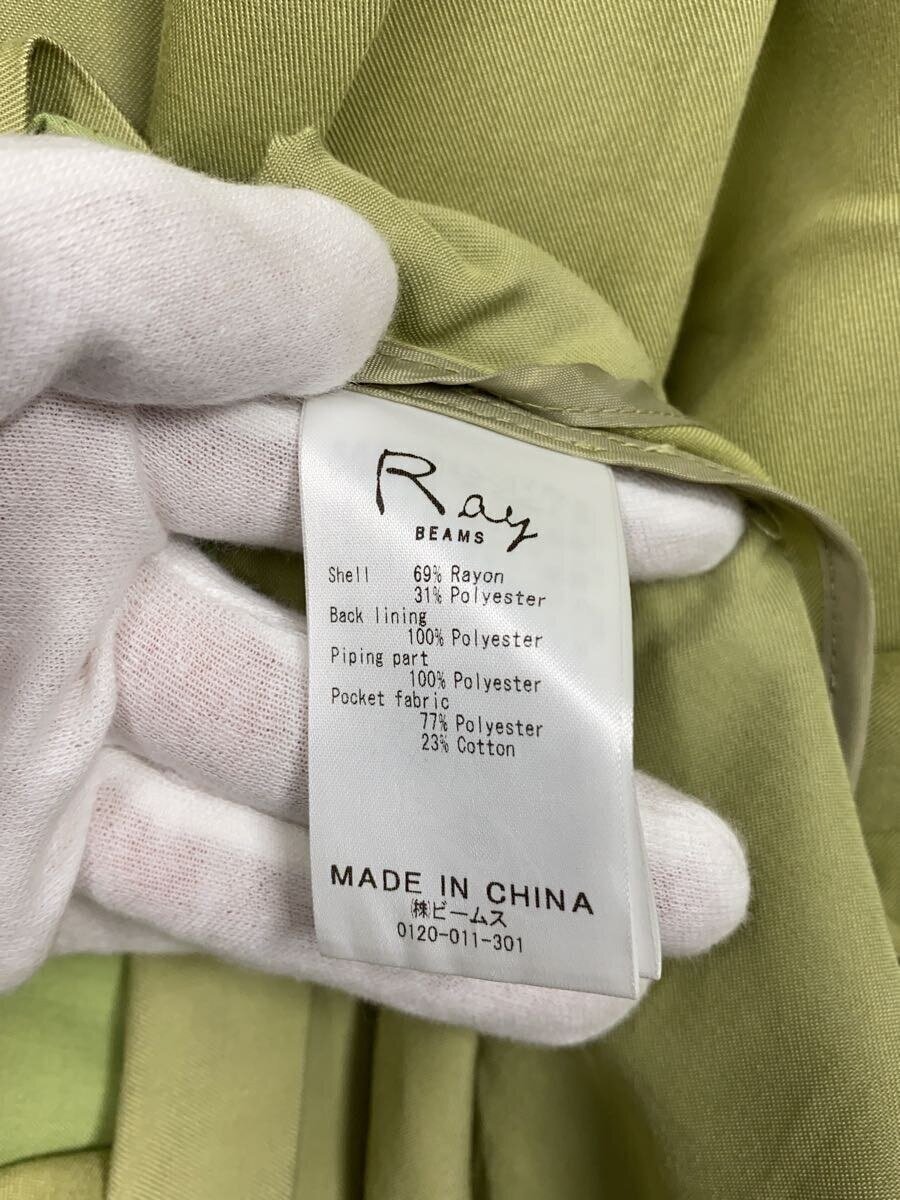 Ray
BEAMS
Shell 69% Rayon
31% Polyester
Back lining
100% Polyester
Piping part
100% Polyester
Pocket fabric
77% Polyester
23% Cotton
MADE IN CHINA
㈱ビームス
0120-011-301